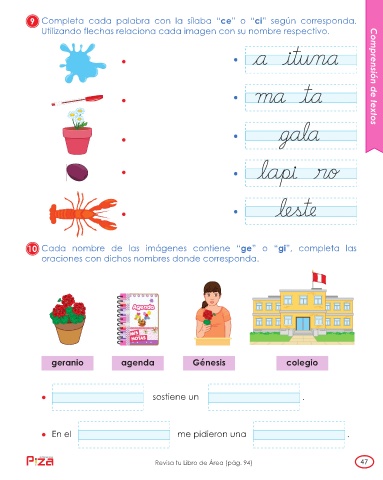 9 Completa cada palabra con la sílaba “ce” o “ci” según corresponda.
Utilizando flechas relaciona cada imagen con su nombre respectivo.
Comprensión de textos
a ituna
ma ta
gala
lapi ro
leste
10 Cada nombre de las imágenes contiene “ge” o “gi”, completa las
oraciones con dichos nombres donde corresponda.
Agenda
MIS NOTAS
geranio agenda Génesis colegio
• sostiene un .
• En el me pidieron una .
Piza
Revisa tu Libro de Área (pág. 94)
47